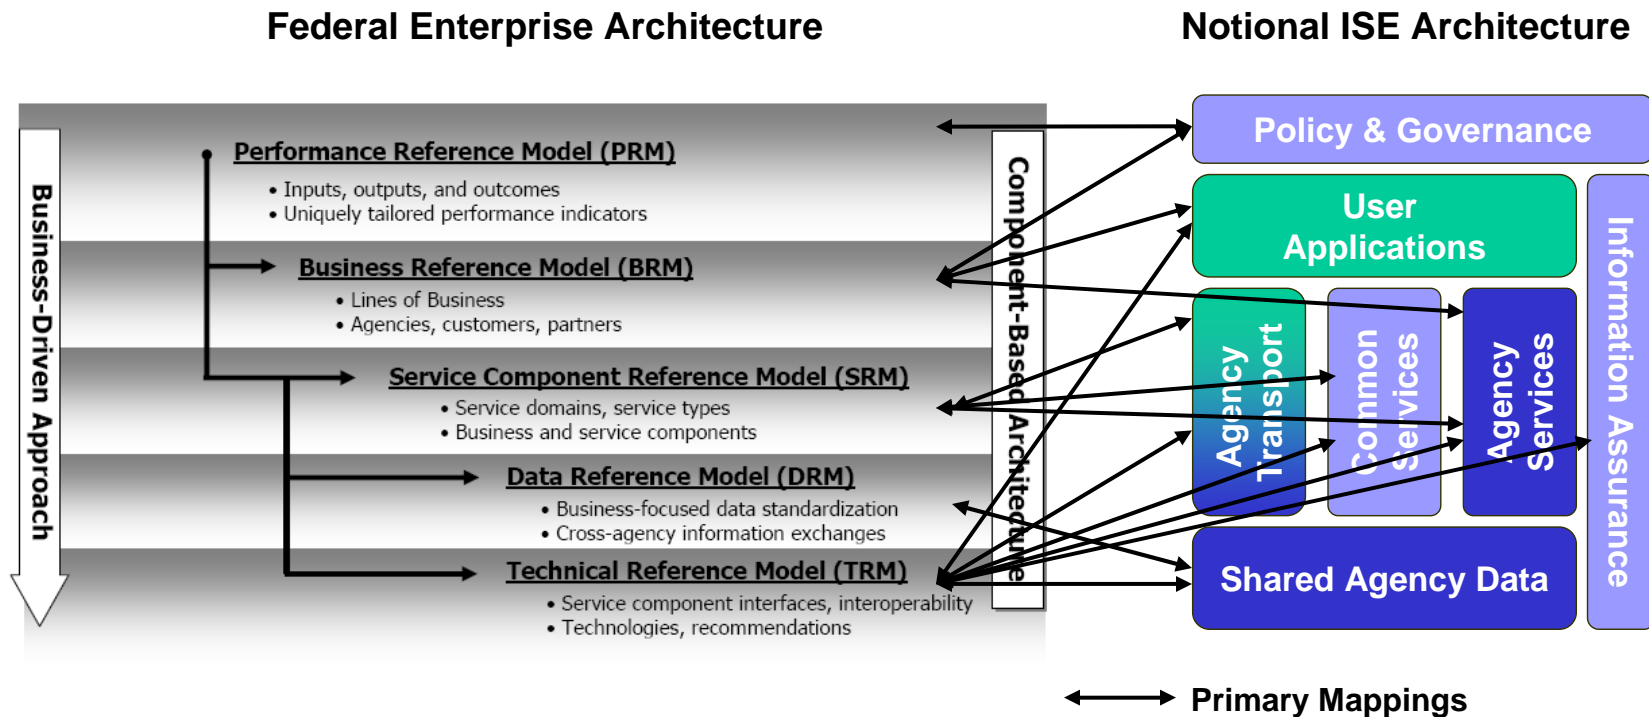 Federal Enterprise Architecture
Notional ISE Architecture
Business-Driven Approach
Performance Reference Model (PRM)
• Inputs, outputs, and outcomes
• Uniquely tailored performance indicators
Business Reference Model (BRM)
• Lines of Business
• Agencies, customers, partners
Service Component Reference Model (SRM)
• Service domains, service types
• Business and service components
Data Reference Model (DRM)
• Business-focused data standardization
• Cross-agency information exchanges
Technical Reference Model (TRM)
• Service component interfaces, interoperability
• Technologies, recommendations
Component-Based Architecture
Policy & Governance
User
Applications
Agency
Transport
Common
Services
Agency
Services
Information Assurance
Shared Agency Data
Primary Mappings